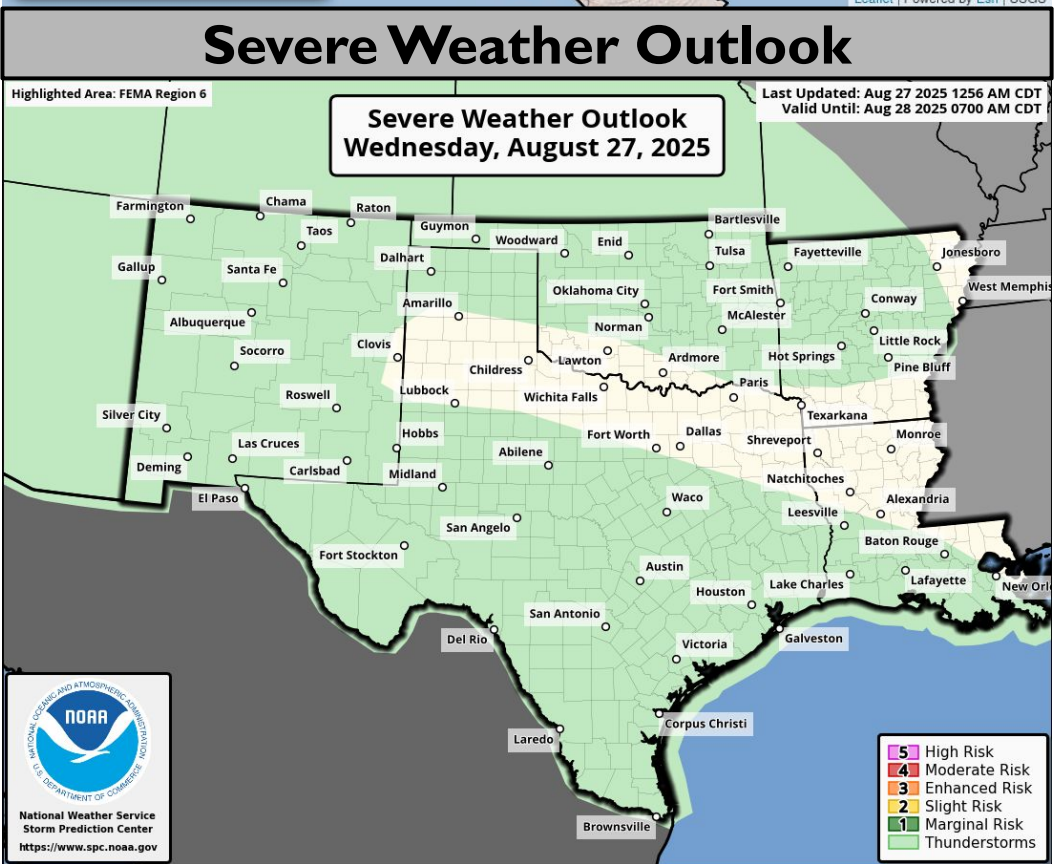 Leaflet | Powered by Esri | USGS
Severe Weather Outlook
Highlighted Area: FEMA Region 6
Last Updated: Aug 27 2025 1256 AM CDT
Valid Until: Aug 28 2025 0700 AM CDT
Severe Weather Outlook
Wednesday, August 27, 2025
Farmington
Chama
Raton
Taos
Guymon
Bartlesville
Woodward
Enid
Tulsa
Fayetteville
Jonesboro
Gallup
Santa Fe
Dalhart
West Memphis
Oklahoma City
Fort Smith
Conway
Amarillo
Albuquerque
Norman
McAlester
Little Rock
Socorro
Clovis
Childress
Lawton
Ardmore
Hot Springs
Pine Bluff
Roswell
Lubbock
Wichita Falls
Paris
Silver City
Texarkana
Las Cruces
Hobbs
Fort Worth
Dallas
Shreveport
Monroe
Deming
Carlsbad
Midland
Abilene
Natchitoches
El Paso
Waco
Leesville
Alexandria
San Angelo
Baton Rouge
Fort Stockton
Austin
Houston
Lake Charles
Lafayette
New Orl
San Antonio
Del Rio
Victoria
Galveston
Corpus Christi
Laredo
Brownsville
NATIONAL OCEANIC AND ATMOSPHERIC ADMINISTRATION
NOAA
U.S. DEPARTMENT OF COMMERCE
National Weather Service
Storm Prediction Center
https://www.spc.noaa.gov
5 High Risk
4 Moderate Risk
3 Enhanced Risk
2 Slight Risk
1 Marginal Risk
Thunderstorms